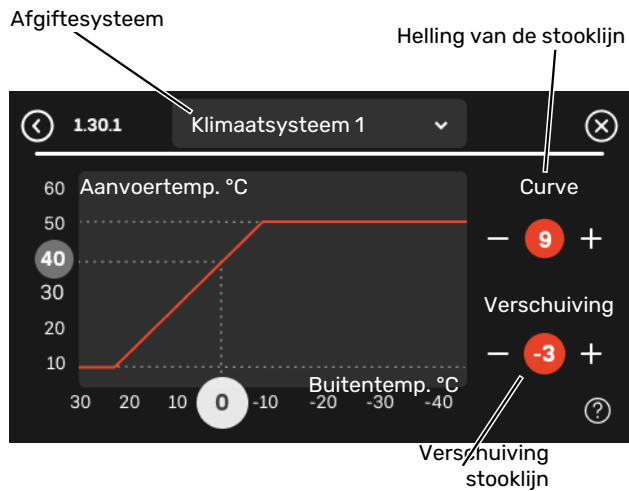 Afgiftesysteem
Helling van de stooklijn
1.30.1
Klimaatsysteem 1
60
Aanvoertemp. °C
50
40
30
20
10
Curve
9
Verschuiving
-3
Buitentemp. °C
30 20 10 0 -10 -20 -30 -40
?
Verschuiving
stooklijn